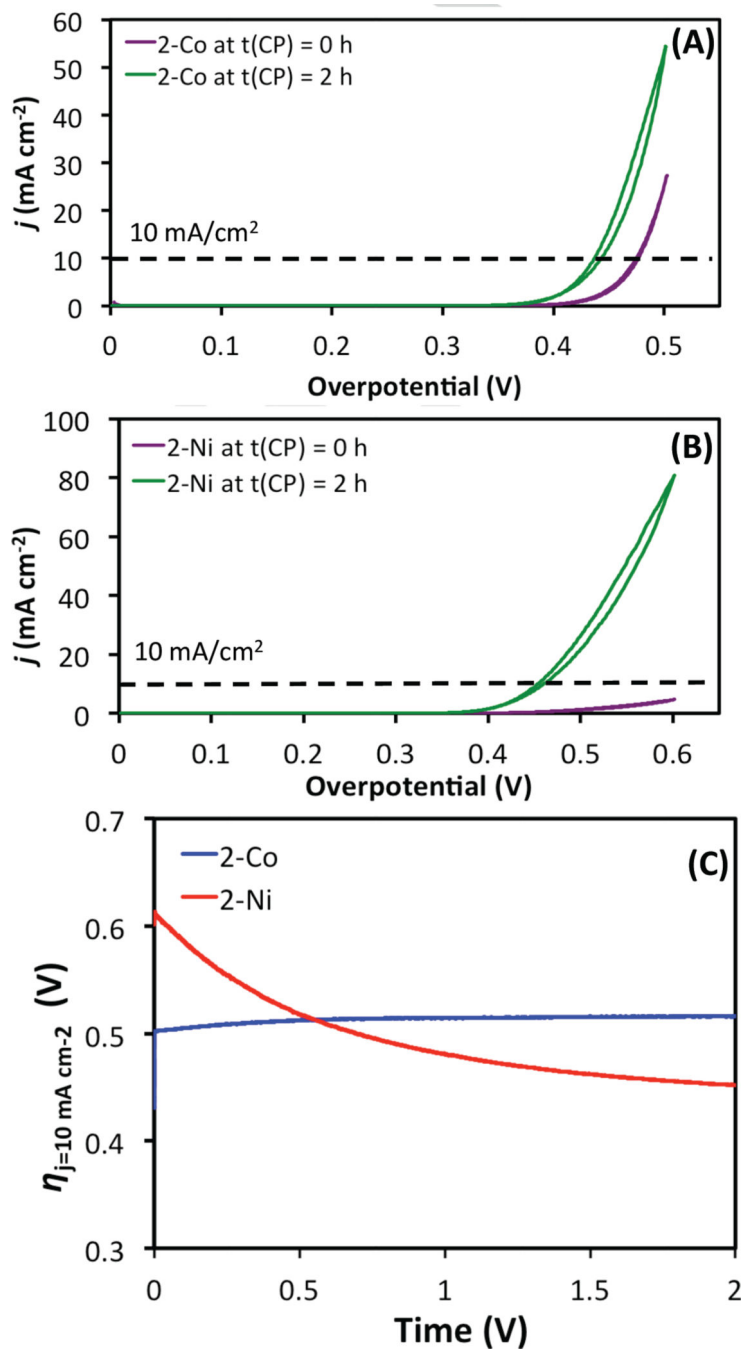 (A)
2-Co at t(CP) = 0 h
2-Co at t(CP) = 2 h
60
50
40
30
20
10
0
j (mA cm-2)
10 mA/cm2
0 0.1 0.2 0.3 0.4 0.5
Overpotential (V)
(B)
2-Ni at t(CP) = 0 h
2-Ni at t(CP) = 2 h
100
80
60
40
20
0
j (mA cm-2)
10 mA/cm2
0 0.1 0.2 0.3 0.4 0.5 0.6
Overpotential (V)
(C)
2-Co
2-Ni
0.7
0.6
0.5
0.4
0.3
ηj=10 mA cm-2 (V)
0 0.5 1 1.5 2
Time (V)